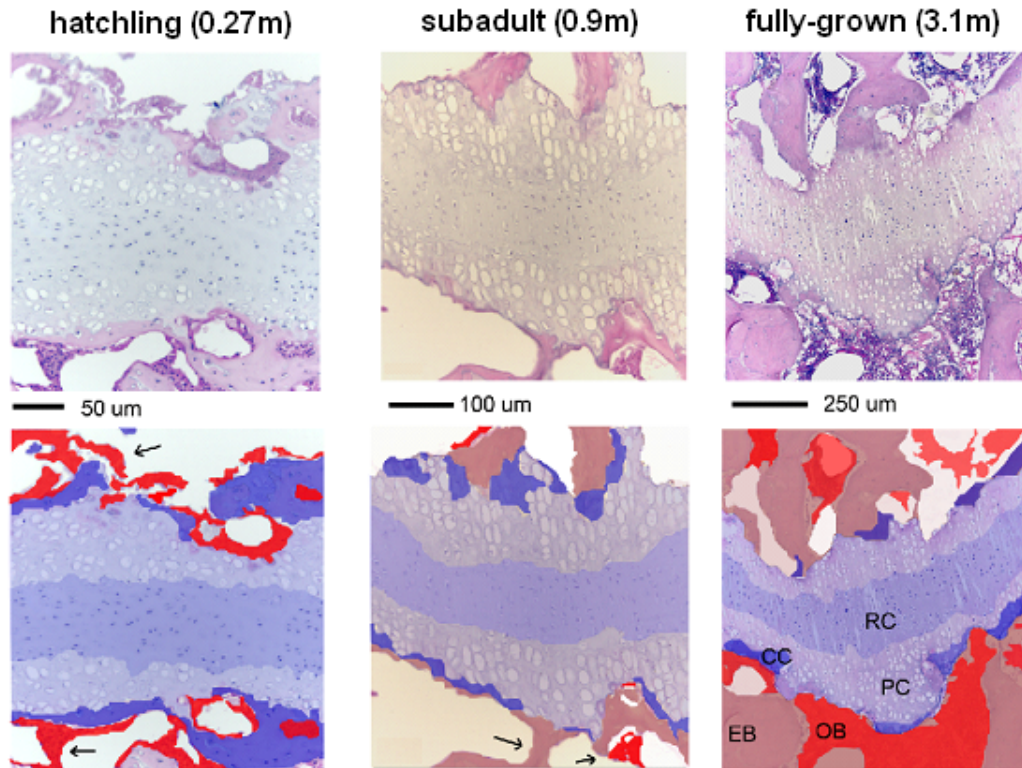 hatchling (0.27m)
subadult (0.9m)
fully-grown (3.1m)
50 um
100 um
250 um
RC
CC
PC
EB
OB